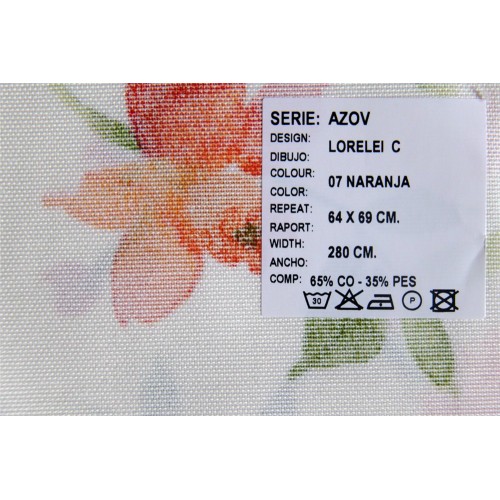 SERIE: AZOV
DESIGN:
DIBUJO: LORELEI C
COLOUR:
COLOR: 07 NARANJA
REPEAT:
RAPORT: 64 X 69 CM.
WIDTH:
ANCHO: 280 CM.
COMP: 65% CO - 35% PES
30 P